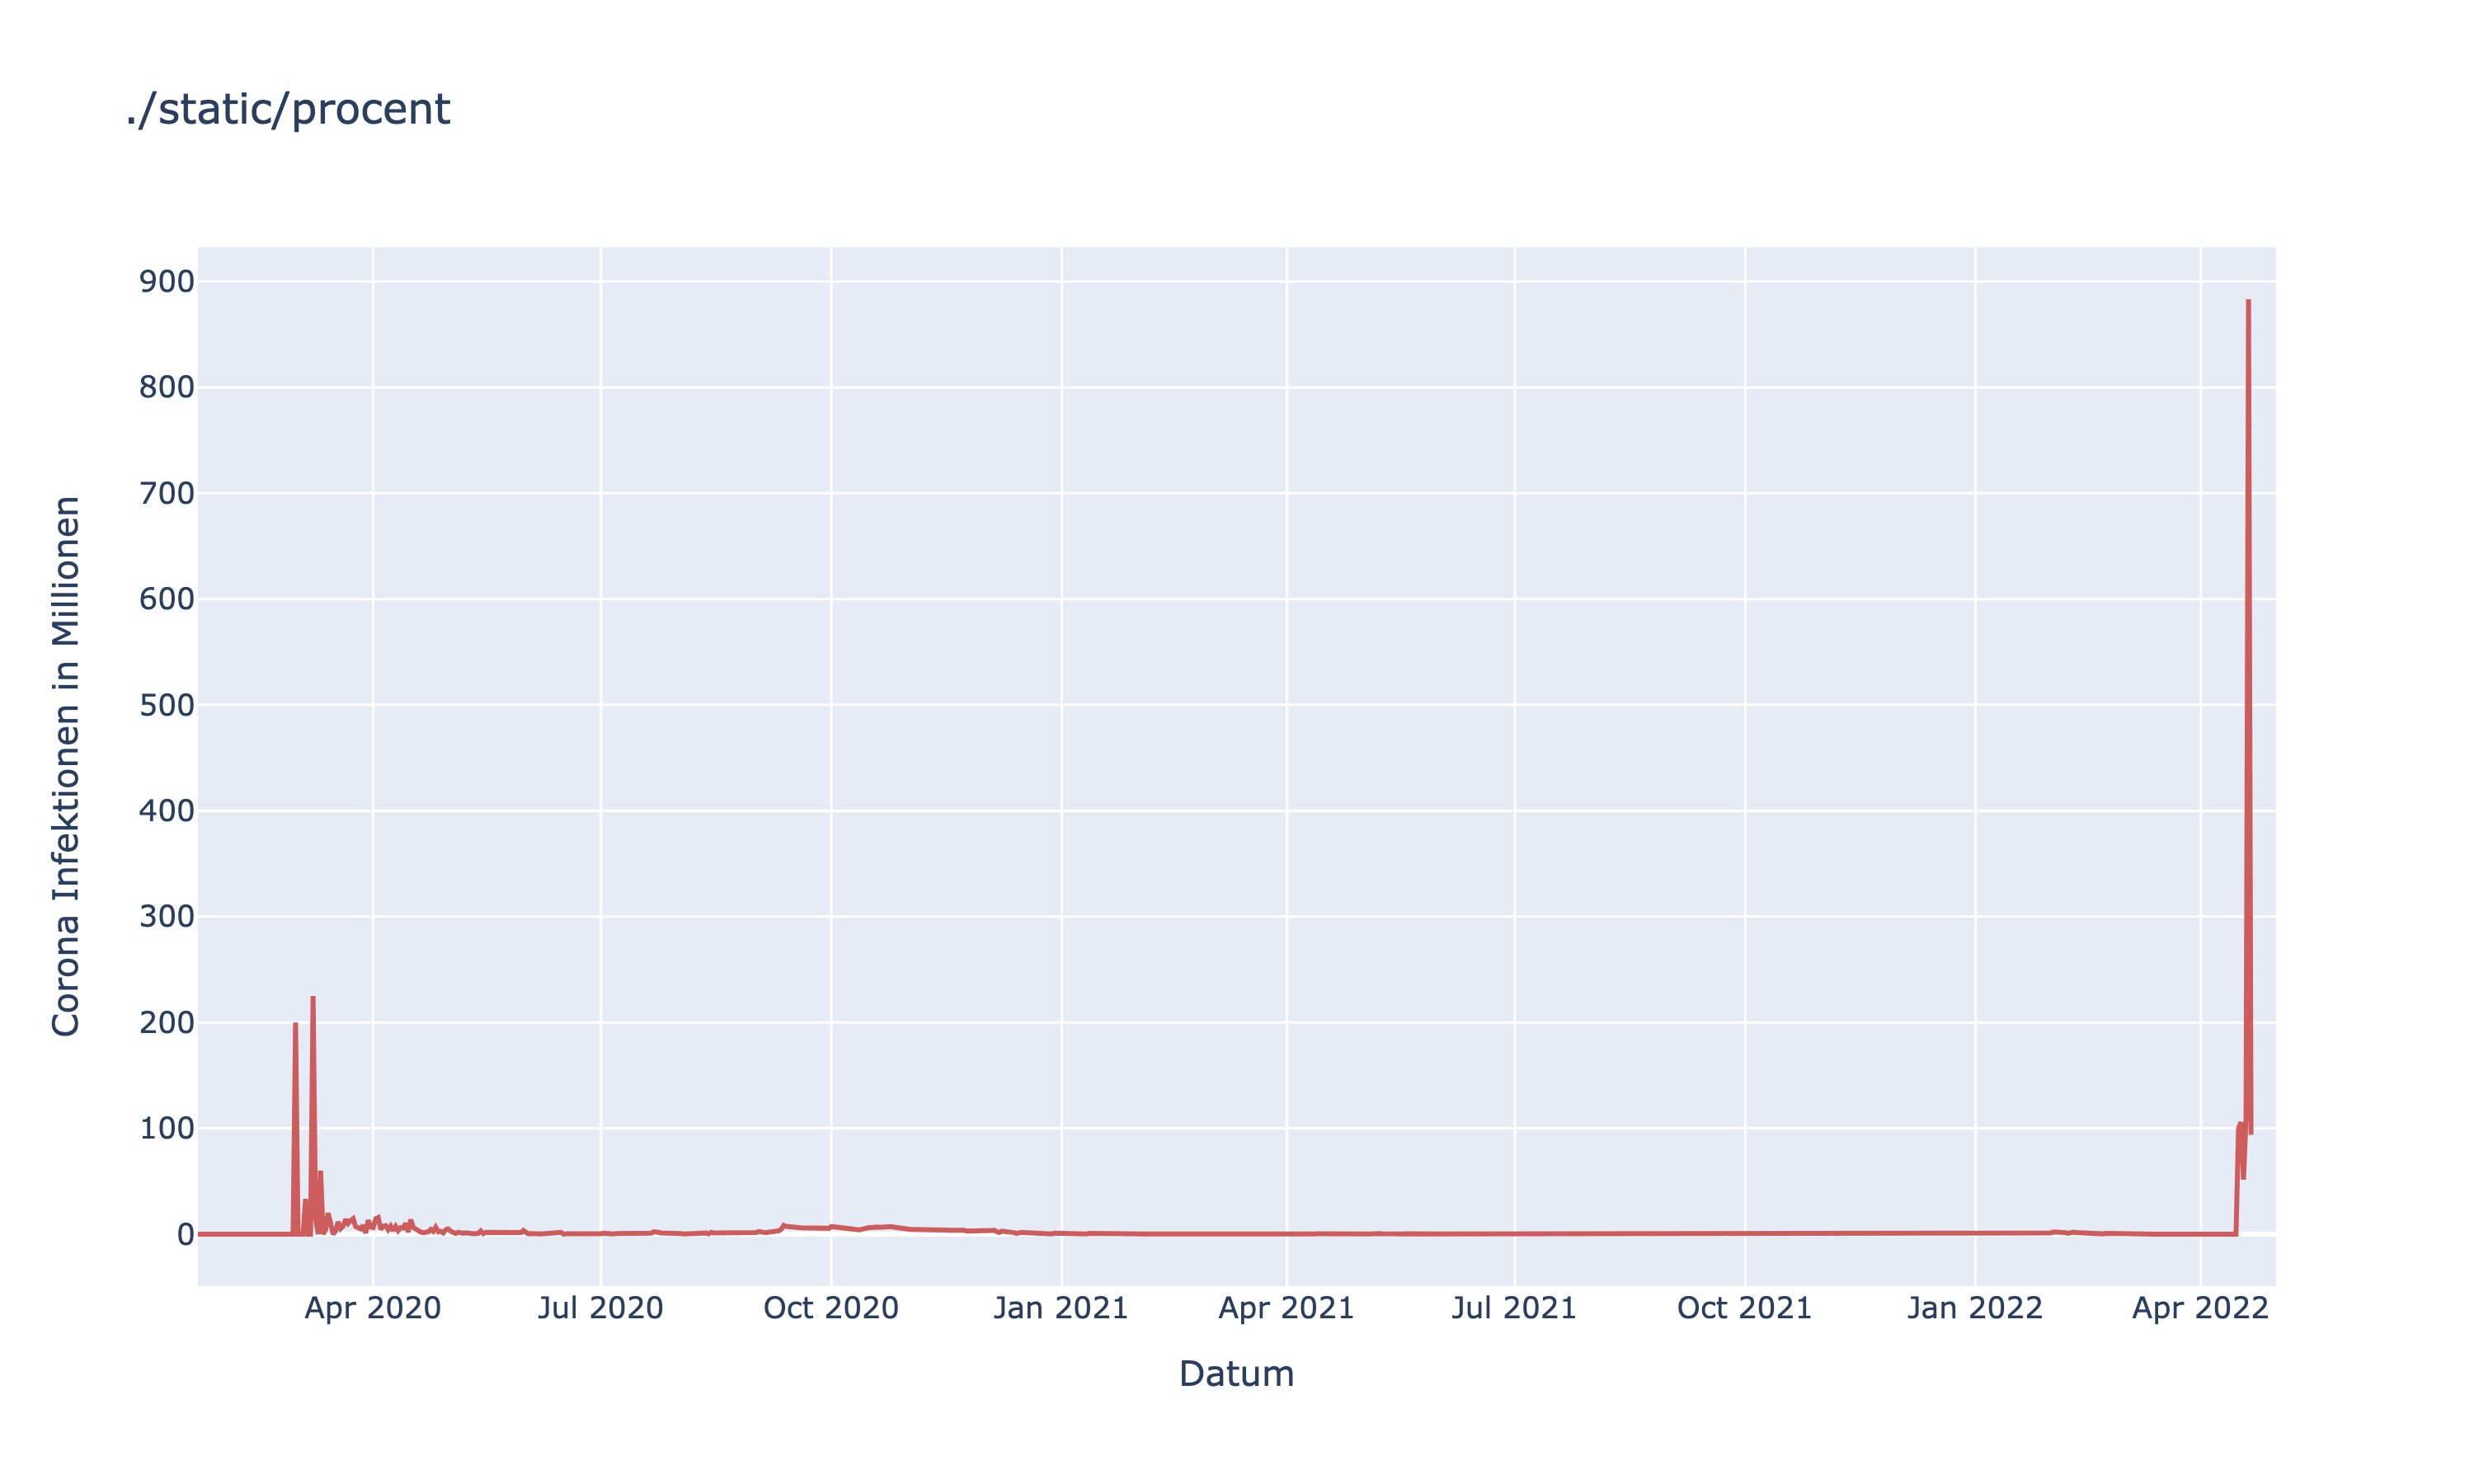 ./static/procent
900
800
700
600
500
400
300
200
100
0
Corona Infektionen in Millionen
Apr 2020 Jul 2020 Oct 2020 Jan 2021 Apr 2021 Jul 2021 Oct 2021 Jan 2022 Apr 2022
Datum